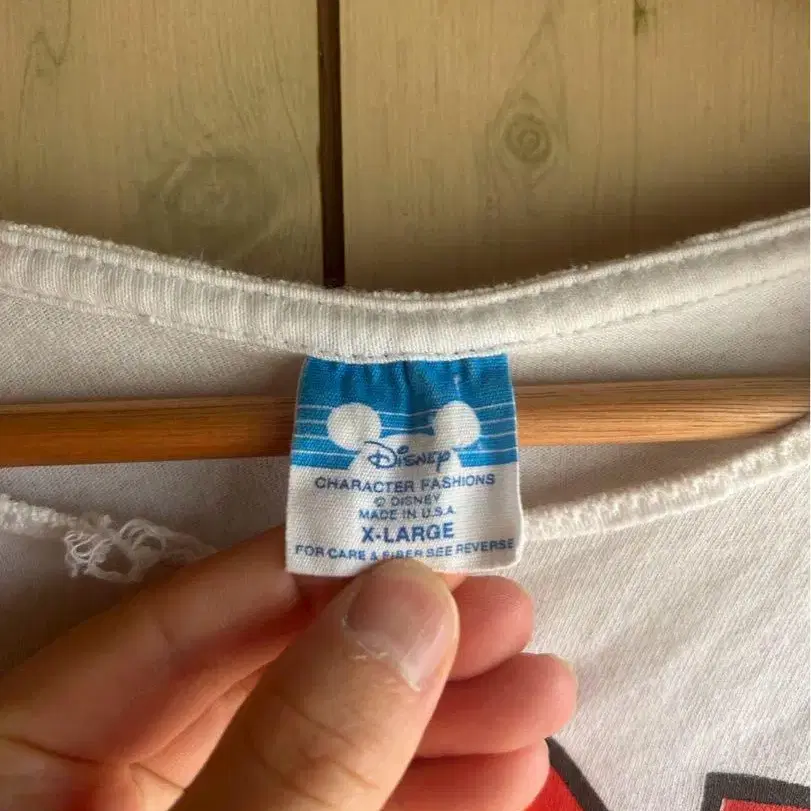 Disney
CHARACTER FASHIONS
© DISNEY
MADE IN U.S.A
X-LARGE
FOR CARE & FIBER SEE REVERSE